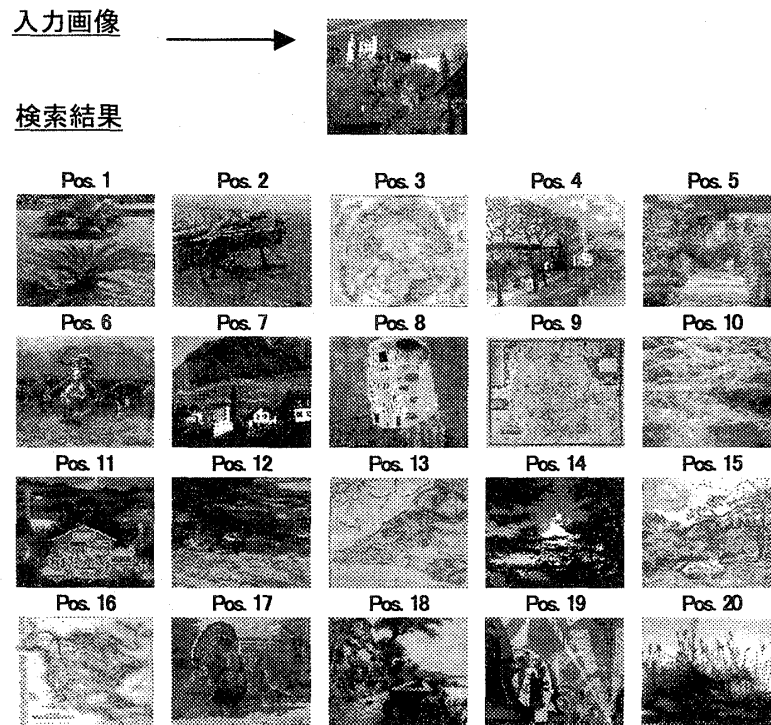 入力画像
検索結果
Pos. 1 Pos. 2 Pos. 3 Pos. 4 Pos. 5
Pos. 6 Pos. 7 Pos. 8 Pos. 9 Pos. 10
Pos. 11 Pos. 12 Pos. 13 Pos. 14 Pos. 15
Pos. 16 Pos. 17 Pos. 18 Pos. 19 Pos. 20